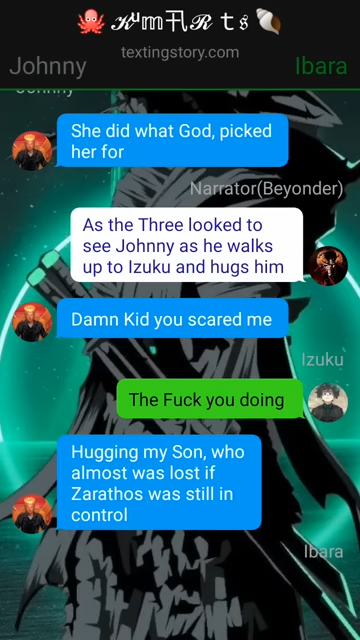 🐙 𝒦ᶙ𝕞卂ℛ 𝕥𝔰 🐚
textingstory.com
Johnny Ibara
Johnny
She did what God, picked
her for
Narrator(Beyonder)
As the Three looked to
see Johnny as he walks
up to Izuku and hugs him
Damn Kid you scared me
Izuku
The Fuck you doing
Hugging my Son, who
almost was lost if
Zarathos was still in
control
Ibara